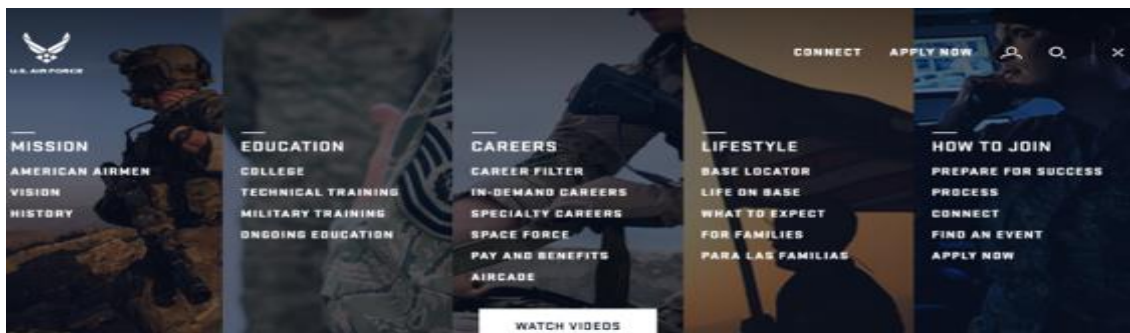 U.S. AIR FORCE
CONNECT APPLY NOW
MISSION
AMERICAN AIRMEN
VISION
HISTORY
EDUCATION
COLLEGE
TECHNICAL TRAINING
MILITARY TRAINING
ONGOING EDUCATION
CAREERS
CAREER FILTER
IN-DEMAND CAREERS
SPECIALTY CAREERS
SPACE FORCE
PAY AND BENEFITS
AIRCADE
LIFESTYLE
BASE LOCATOR
LIFE ON BASE
WHAT TO EXPECT
FOR FAMILIES
PARA LAS FAMILIAS
HOW TO JOIN
PREPARE FOR SUCCESS
PROCESS
CONNECT
FIND AN EVENT
APPLY NOW
WATCH VIDEOS